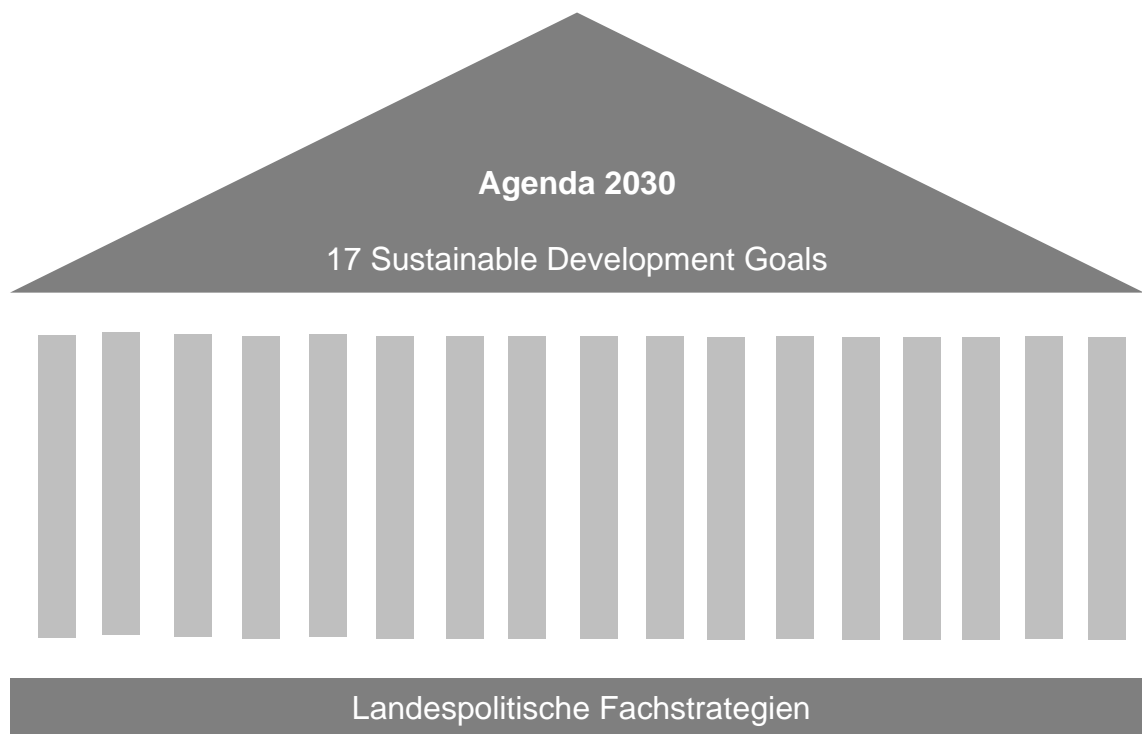 Agenda 2030
17 Sustainable Development Goals
Landespolitische Fachstrategien